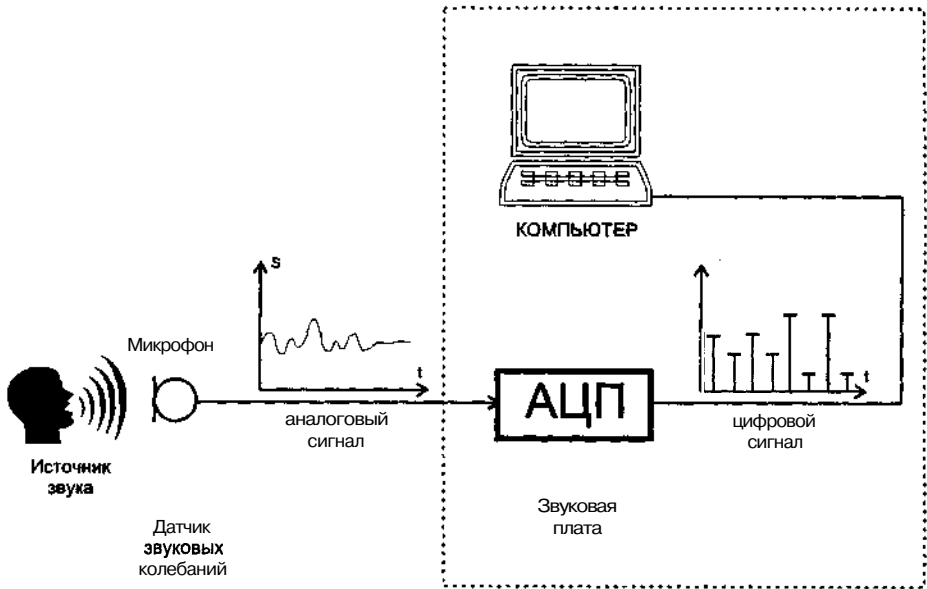 КОМПЬЮТЕР
S
t
Микрофон
аналоговый
сигнал
АЦП
t
цифровой
сигнал
Источник
звука
Звуковая
плата
Датчик
звуковых
колебаний